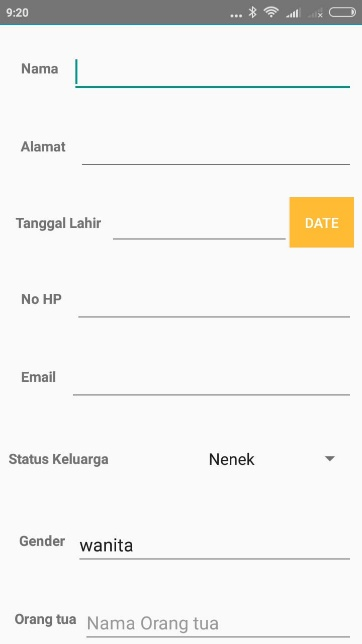 9:20
Nama
Alamat
Tanggal Lahir DATE
No HP
Email
Status Keluarga Nenek
Gender wanita
Orang tua Nama Orang tua